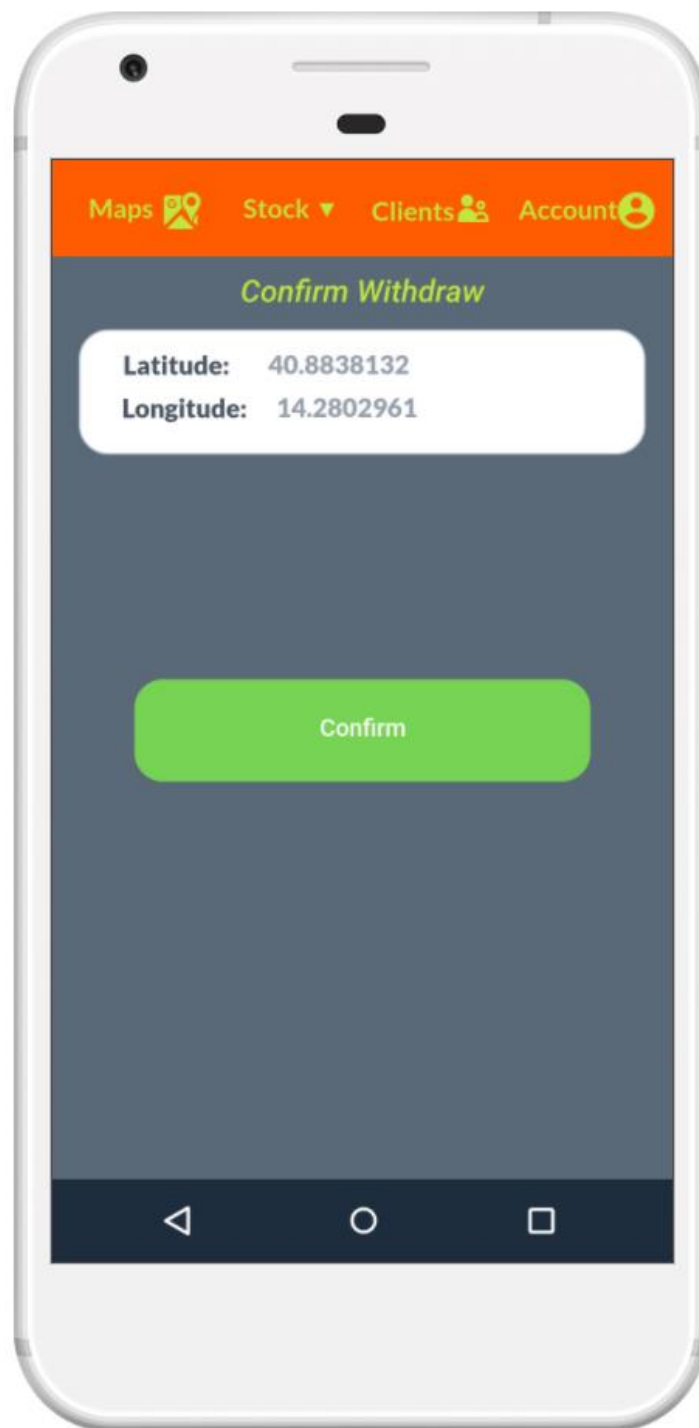 Maps Stock ▼ Clients Account
Confirm Withdraw
Latitude: 40.8838132
Longitude: 14.2802961
Confirm